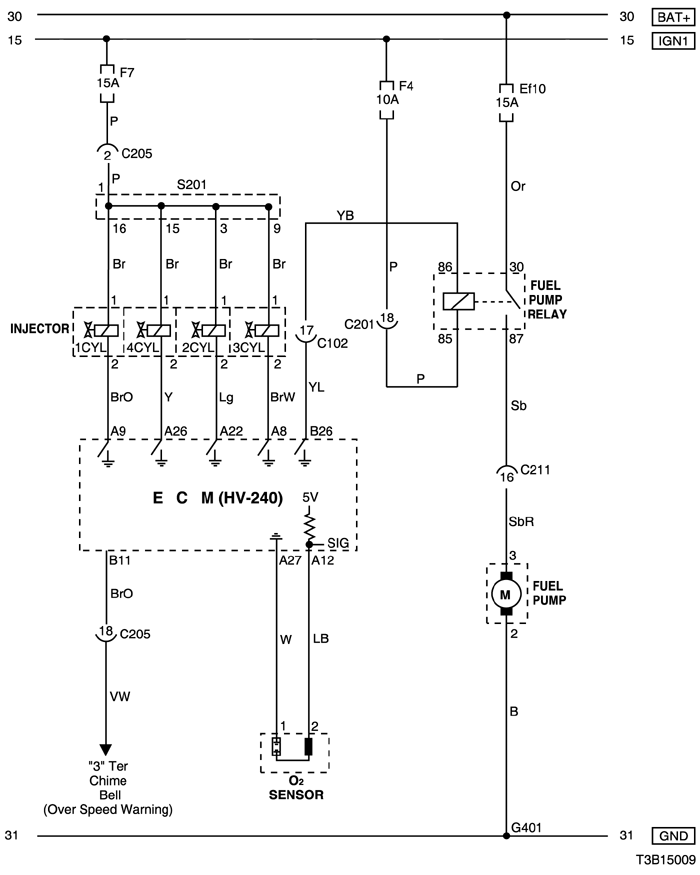 30 30 BAT+
15 15 IGN1
F7
15A
F4
10A
Ef10
15A
P
2 C205
P
1
S201
16 15 3 9
Or
YB
Br Br Br Br
P
86 30
FUEL
PUMP
RELAY
1 1 1 1
INJECTOR
1CYL 4CYL 2CYL 3CYL
17
C102
18
C201
85 87
2 2 2 2
P
BrO Y Lg BrW YL
Sb
A9 A26 A22 A8 B26
16 C211
E C M (HV-240)
5V
SIG
SbR
B11 A27 A12
3
BrO
M
FUEL
PUMP
18 C205
2
W LB
VW
B
1 2
"3" Ter
Chime
Bell
(Over Speed Warning)
O2
SENSOR
G401
31 31 GND
T3B15009